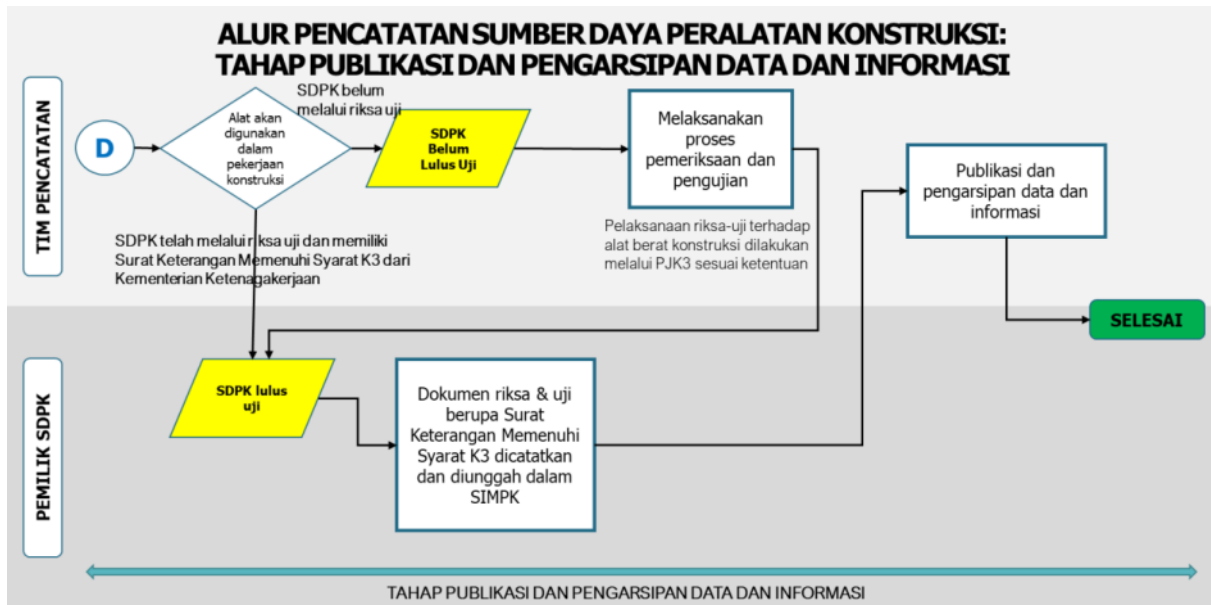 ALUR PENCATATAN SUMBER DAYA PERALATAN KONSTRUKSI:
TAHAP PUBLIKASI DAN PENGARSIPAN DATA DAN INFORMASI
TIM PENCATATAN
D
Alat akan
digunakan
dalam
pekerjaan
konstruksi
SDPK belum
melalui riksa uji
SDPK
Belum
Lulus Uji
Melaksanakan
proses
pemeriksaan dan
pengujian
Pelaksanaan riksa-uji terhadap
alat berat konstruksi dilakukan
melalui PJK3 sesuai ketentuan
Publikasi dan
pengarsipan data dan
informasi
SDPK telah melalui riksa uji dan memiliki
Surat Keterangan Memenuhi Syarat K3 dari
Kementerian Ketenagakerjaan
SELESAI
PEMILIK SDPK
SDPK lulus
uji
Dokumen riksa & uji
berupa Surat
Keterangan Memenuhi
Syarat K3 dicatatkan
dan diunggah dalam
SIMPK
TAHAP PUBLIKASI DAN PENGARSIPAN DATA DAN INFORMASI